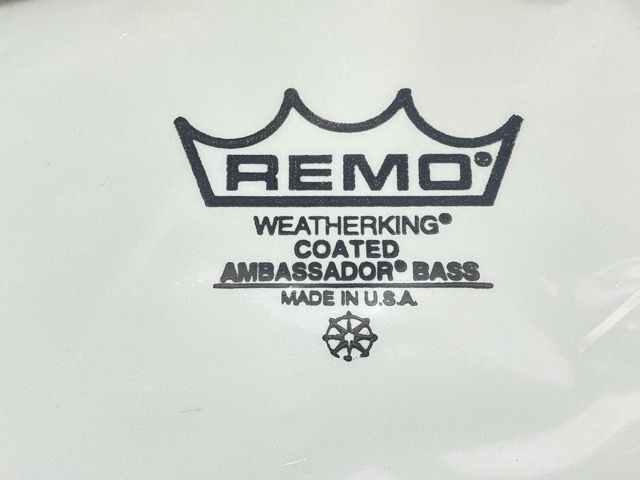 REMO®
WEATHERKING®
COATED
AMBASSADOR® BASS
MADE IN U.S.A.